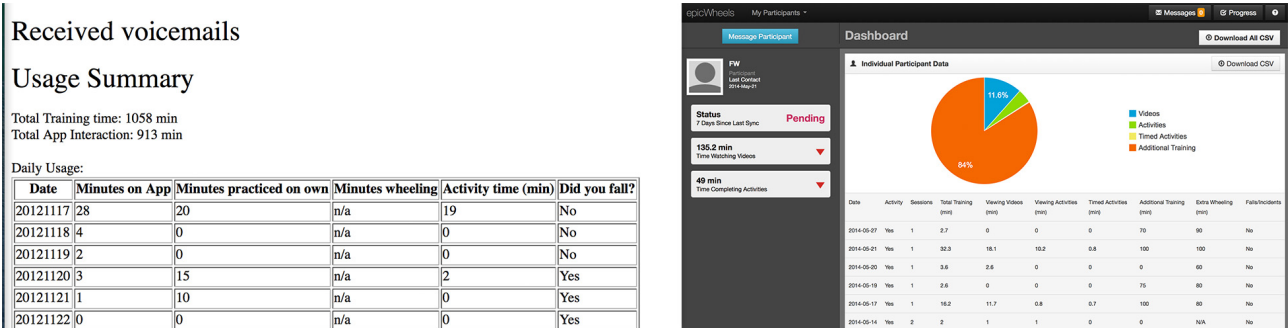 Received voicemails
Usage Summary
Total Training time: 1058 min
Total App Interaction: 913 min
Daily Usage:
Date Minutes on App Minutes practiced on own Minutes wheeling Activity time (min) Did you fall?
20121117 28 20 n/a 19 No
20121118 4 0 n/a 0 No
20121119 2 0 n/a 0 No
20121120 3 15 n/a 2 Yes
20121121 1 10 n/a 0 Yes
20121122 0 0 n/a 0 Yes
epicWheels My Participants Messages Progress
Message Participant Dashboard Download All CSV
FW
Participant
Last Contact
2014-May-21
Status
7 Days Since Last Sync
Pending
135.2 min
Time Watching Videos
49 min
Time Completing Activities
Individual Participant Data Download CSV
11.6%
84%
Videos
Activities
Timed Activities
Additional Training
Date Activity Sessions Total Training Viewing Videos Viewing Activities Timed Activities Additional Training Extra Wheeling Falls/Incidents
(min) (min) (min) (min) (min) (min)
2014-05-27 Yes 1 2.7 0 0 0 70 90 No
2014-05-21 Yes 1 32.3 18.1 10.2 0.8 100 100 No
2014-05-20 Yes 1 3.6 2.6 0 0 0 60 No
2014-05-19 Yes 1 2.6 0 0 0 75 80 No
2014-05-17 Yes 1 16.2 11.7 0.8 0.7 100 80 No
2014-05-14 Yes 2 2 1 1 0 0 N/A No